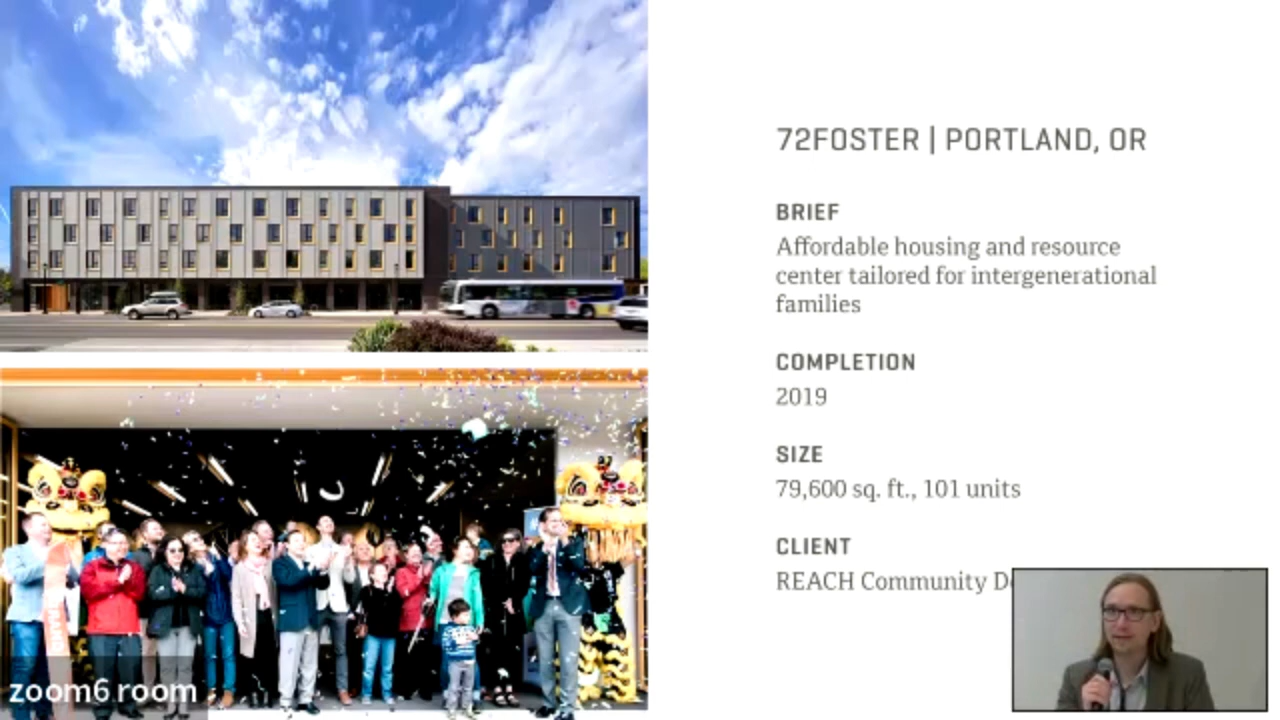 72FOSTER | PORTLAND, OR
BRIEF
Affordable housing and resource
center tailored for intergenerational
families
COMPLETION
2019
SIZE
79,600 sq. ft., 101 units
CLIENT
REACH Community
zoom6 room